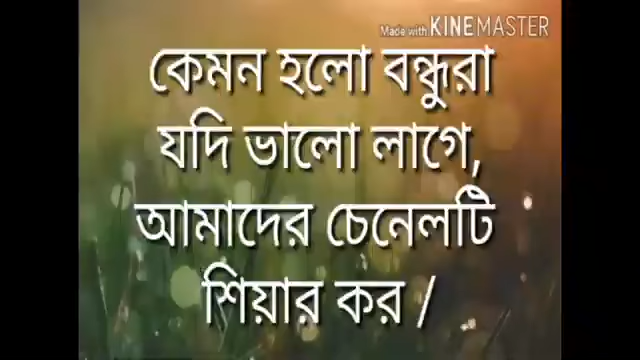 Made with KINEMASTER
কেমন হলো বন্ধুরা
যদি ভালো লাগে,
আমাদের চেনেলটি
শিয়ার কর /